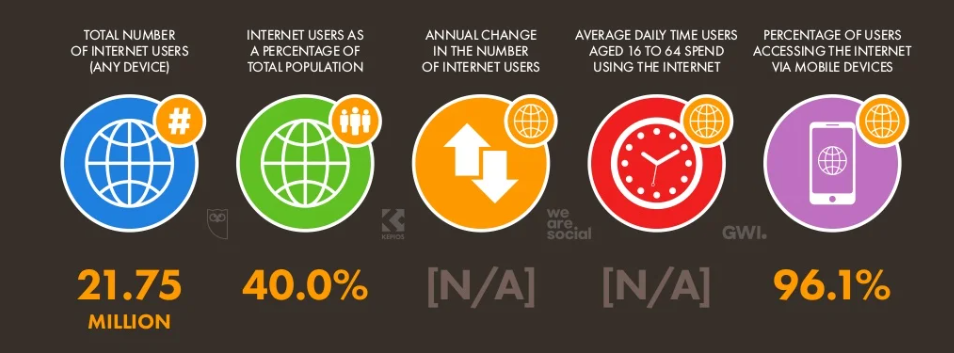 TOTAL NUMBER
OF INTERNET USERS
(ANY DEVICE)
INTERNET USERS AS
A PERCENTAGE OF
TOTAL POPULATION
ANNUAL CHANGE
IN THE NUMBER
OF INTERNET USERS
AVERAGE DAILY TIME USERS
AGED 16 TO 64 SPEND
USING THE INTERNET
PERCENTAGE OF USERS
ACCESSING THE INTERNET
VIA MOBILE DEVICES
#
KEPIOS
we
are
social
GWI.
21.75
MILLION
40.0%
[N/A]
[N/A]
96.1%